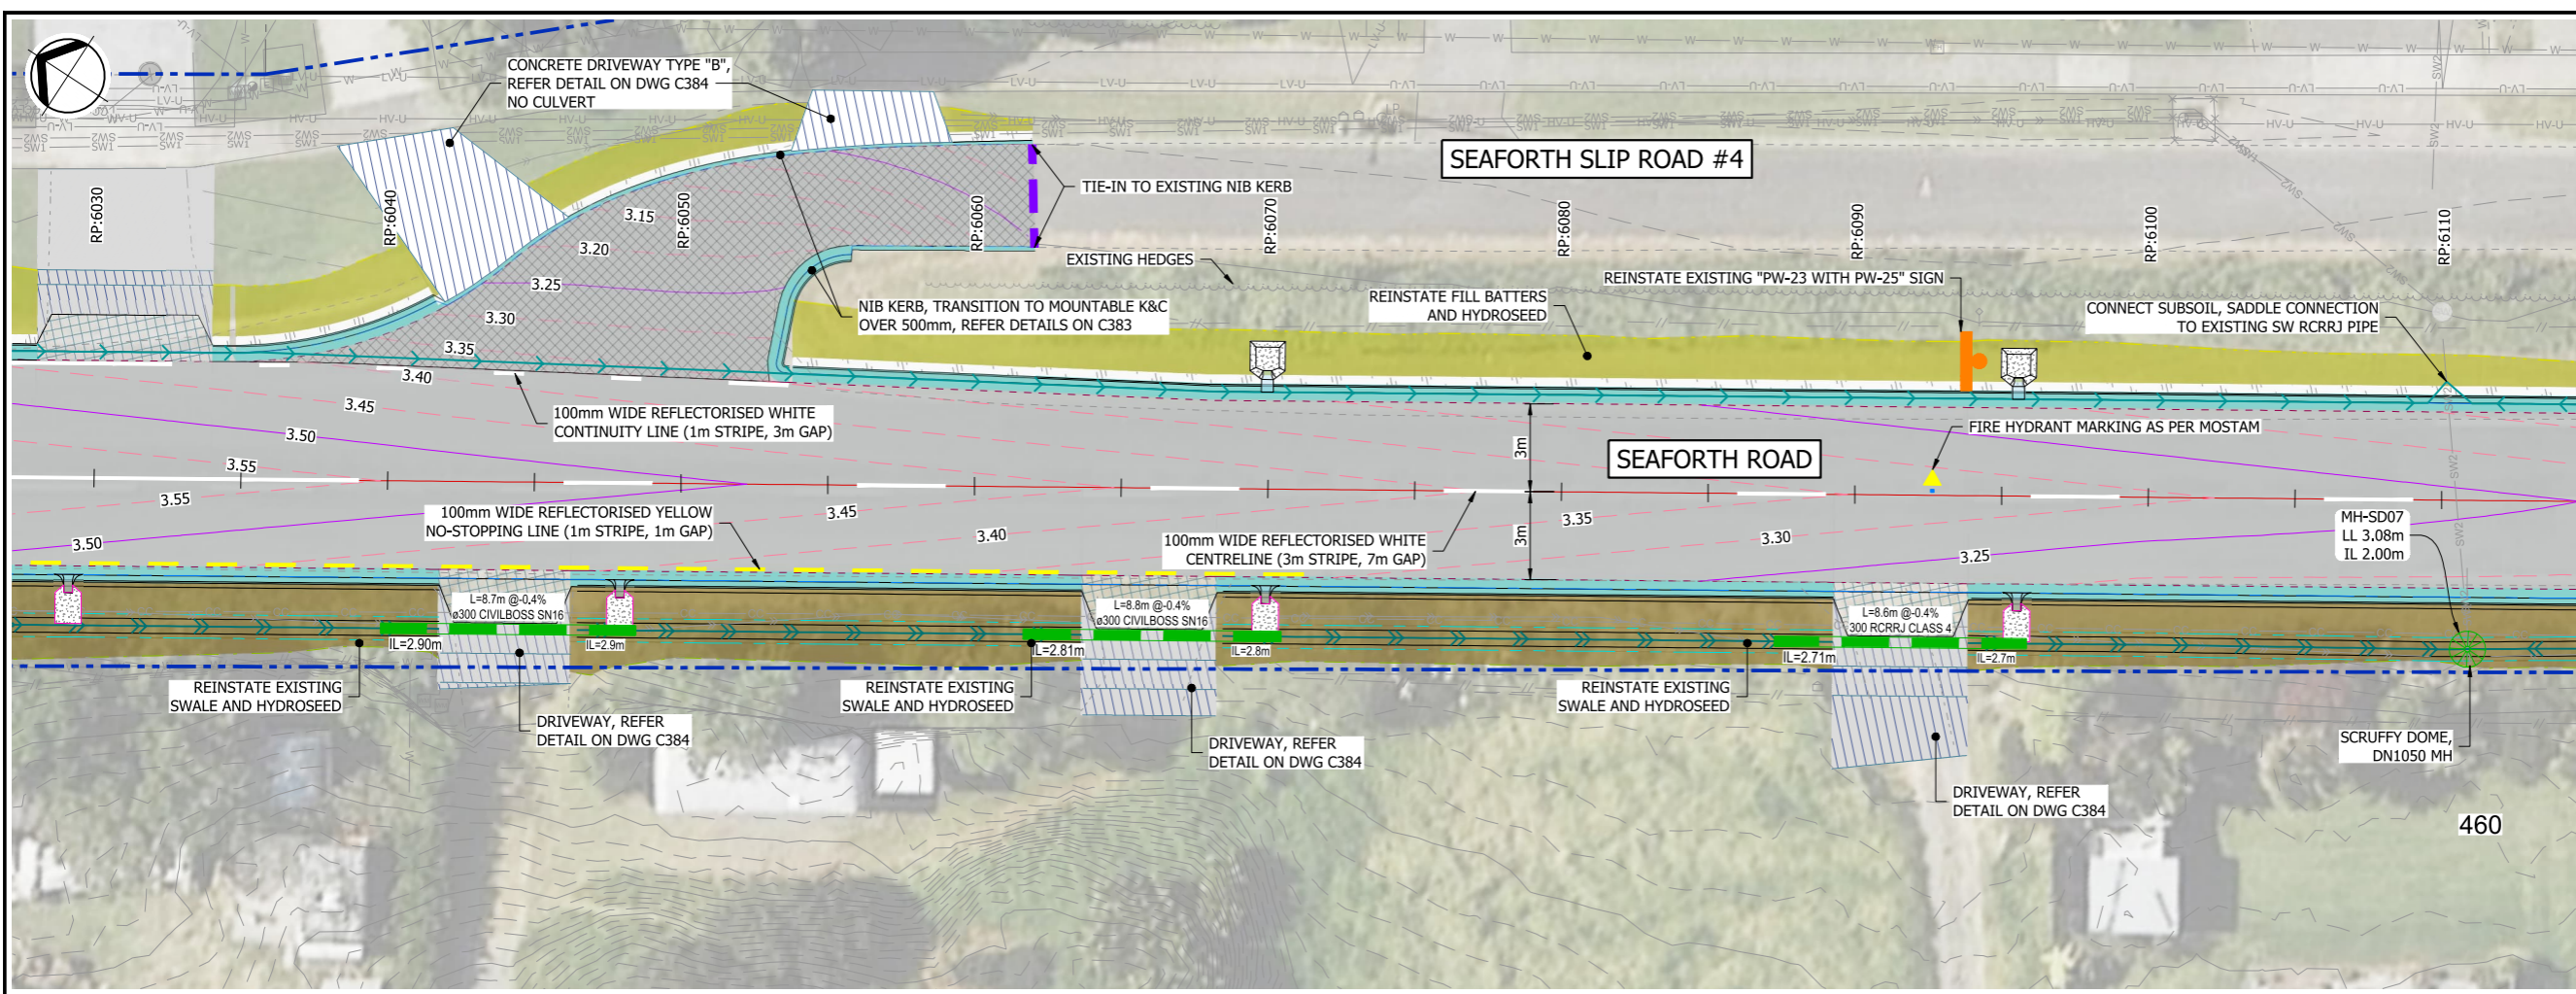 CONCRETE DRIVEWAY TYPE "B",
REFER DETAIL ON DWG C384
NO CULVERT
SEAFORTH SLIP ROAD #4
TIE-IN TO EXISTING NIB KERB
RP:6030
RP:6040
RP:6050
RP:6060
RP:6070
RP:6080
RP:6090
RP:6100
RP:6110
EXISTING HEDGES
REINSTATE EXISTING "PW-23 WITH PW-25" SIGN
REINSTATE FILL BATTERS
AND HYDROSEED
CONNECT SUBSOIL, SADDLE CONNECTION
TO EXISTING SW RCRRJ PIPE
NIB KERB, TRANSITION TO MOUNTABLE K&C
OVER 500mm, REFER DETAILS ON C383
3.15
3.20
3.25
3.30
3.35
3.40
3.45
3.50
3.55
3.55
3.50
100mm WIDE REFLECTORISED WHITE
CONTINUITY LINE (1m STRIPE, 3m GAP)
3m
3m
SEAFORTH ROAD
FIRE HYDRANT MARKING AS PER MOSTAM
100mm WIDE REFLECTORISED YELLOW
NO-STOPPING LINE (1m STRIPE, 1m GAP)
3.45
3.40
100mm WIDE REFLECTORISED WHITE
CENTRELINE (3m STRIPE, 7m GAP)
3.35
3.30
3.25
MH-SD07
LL 3.08m
IL 2.00m
L=8.7m @-0.4%
ø300 CIVILBOSS SN16
IL=2.90m
IL=2.9m
L=8.8m @-0.4%
ø300 CIVILBOSS SN16
IL=2.81m
IL=2.8m
L=8.6m @-0.4%
300 RCRRJ CLASS 4
IL=2.71m
IL=2.7m
REINSTATE EXISTING
SWALE AND HYDROSEED
DRIVEWAY, REFER
DETAIL ON DWG C384
REINSTATE EXISTING
SWALE AND HYDROSEED
DRIVEWAY, REFER
DETAIL ON DWG C384
REINSTATE EXISTING
SWALE AND HYDROSEED
DRIVEWAY, REFER
DETAIL ON DWG C384
SCRUFFY DOME,
DN1050 MH
460